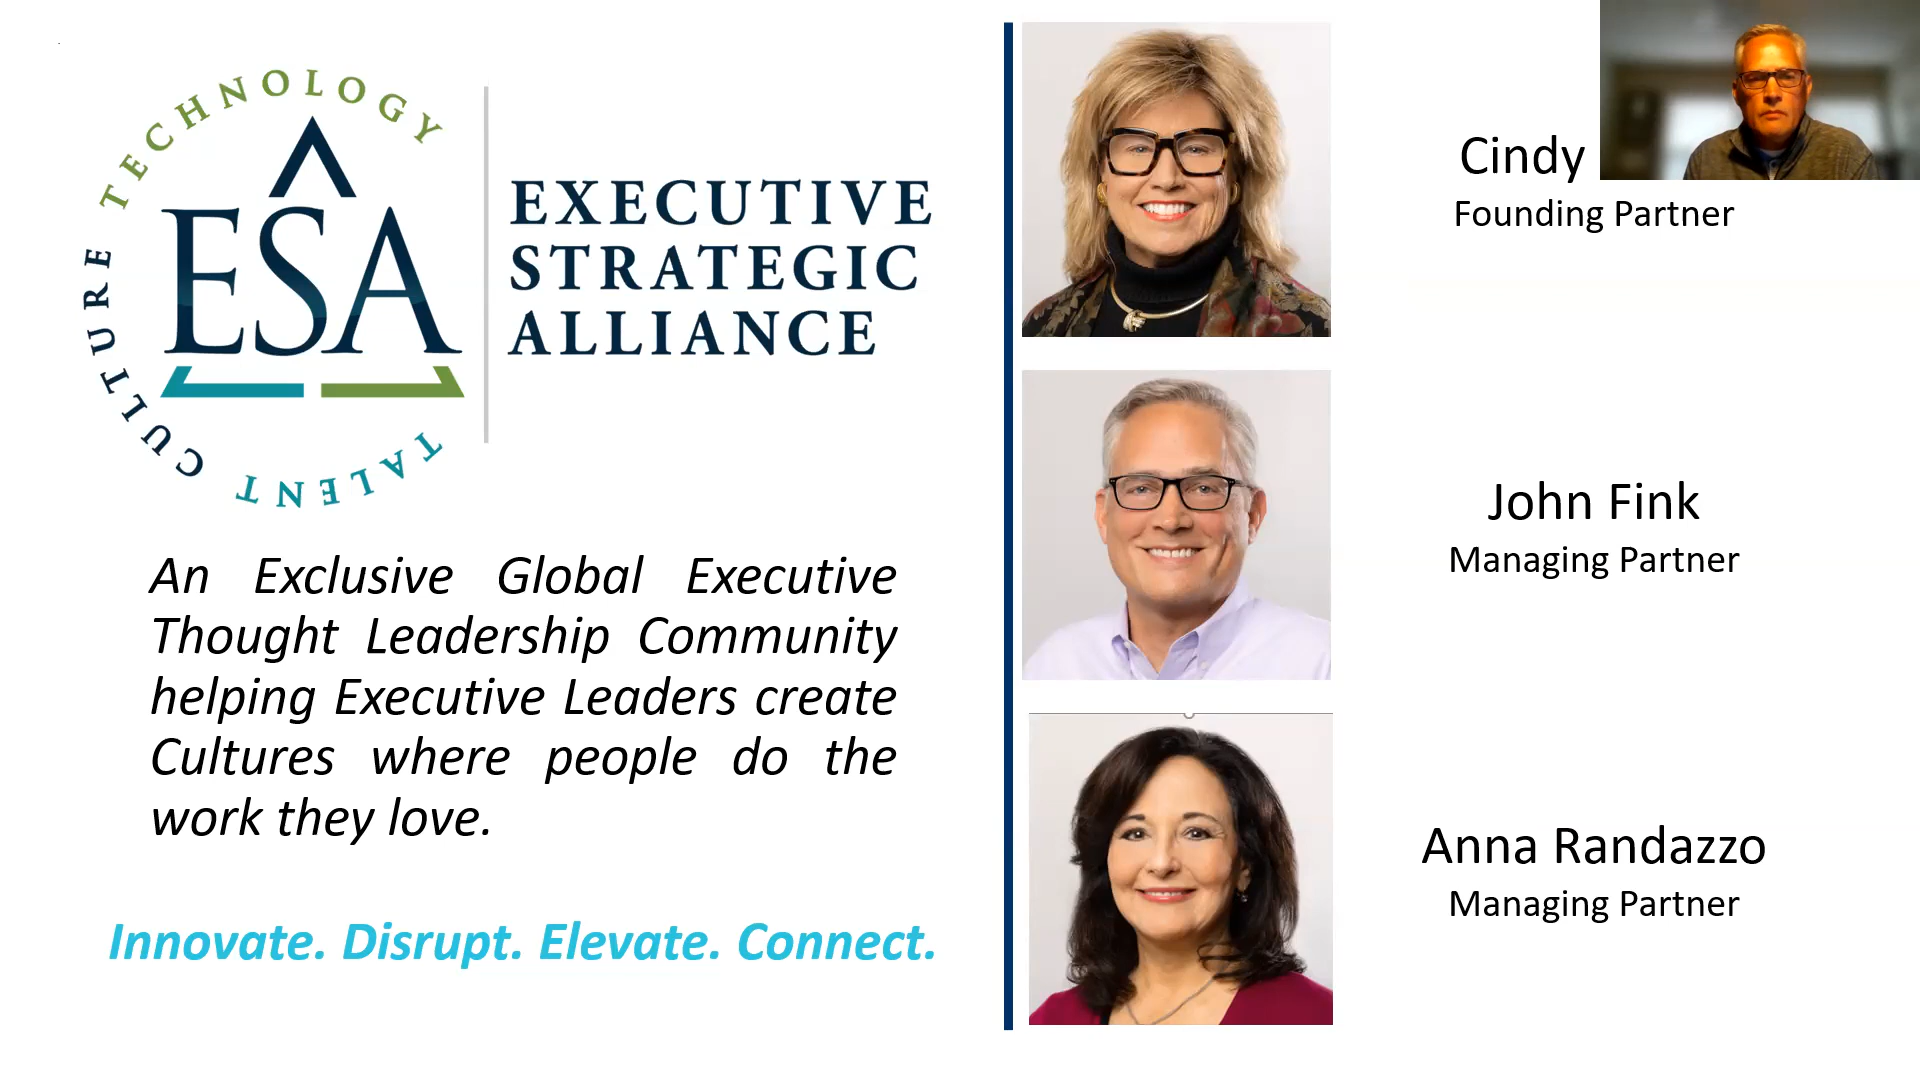 TECHNOLOGY
CULTURE
TALENT
ESA
EXECUTIVE
STRATEGIC
ALLIANCE
An Exclusive Global Executive
Thought Leadership Community
helping Executive Leaders create
Cultures where people do the
work they love.
Innovate. Disrupt. Elevate. Connect.
Cindy
Founding Partner
John Fink
Managing Partner
Anna Randazzo
Managing Partner